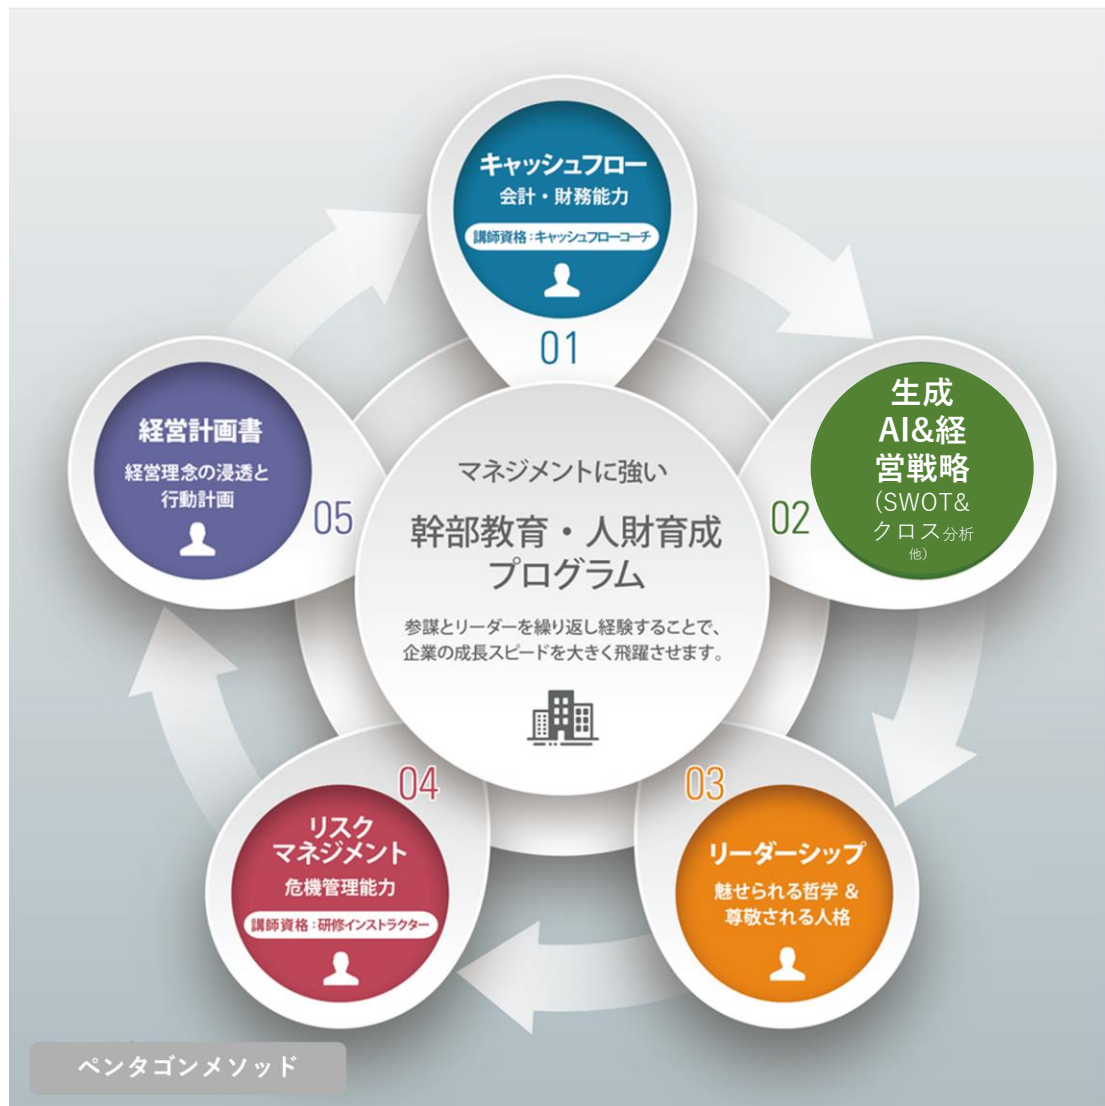 キャッシュフロー
会計・財務能力
講師資格：キャッシュフローコーチ
01
生成
AI&経
営戦略
(SWOT&
クロス分析
他)
02
リーダーシップ
魅せられる哲学 &
尊敬される人格
03
リスク
マネジメント
危機管理能力
講師資格：研修インストラクター
04
経営計画書
経営理念の浸透と
行動計画
05
マネジメントに強い
幹部教育・人財育成
プログラム
参謀とリーダーを繰り返し経験することで、
企業の成長スピードを大きく飛躍させます。
ペンタゴンメソッド